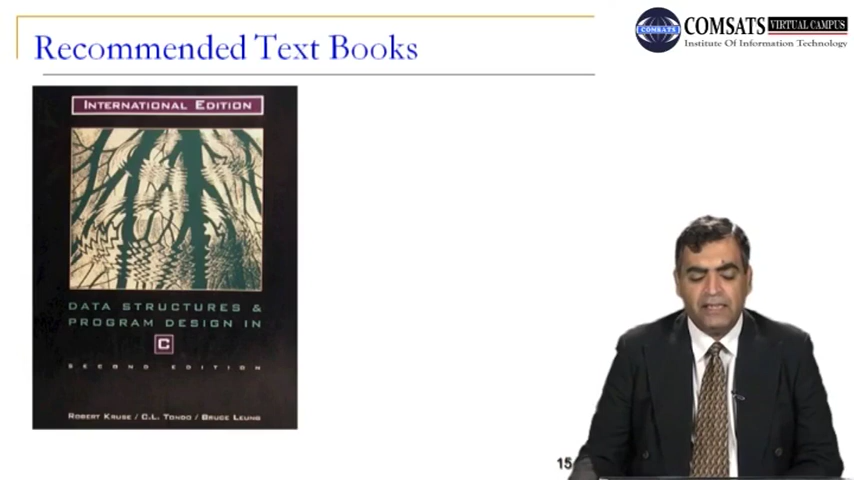 Recommended Text Books
COMSATS VIRTUAL CAMPUS
COMSATS
Institute Of Information Technology
INTERNATIONAL EDITION
DATA STRUCTURES &
PROGRAM DESIGN IN
C
SECOND EDITION
ROBERT KRUSE / C.L. TONDO / BRUCE LEUNG
15